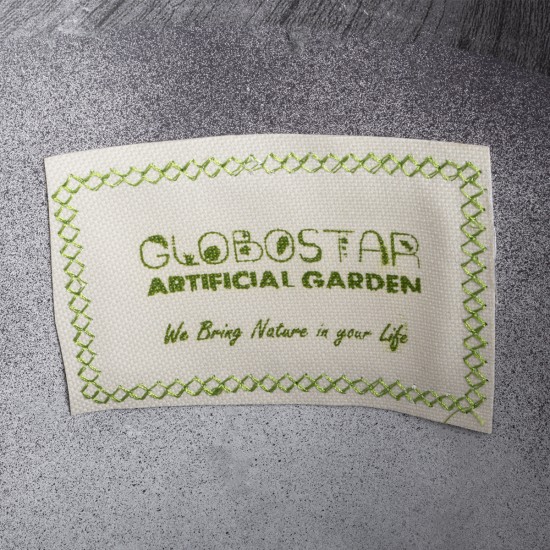 GLOBOSTAR
ARTIFICIAL GARDEN
We Bring Nature in your Life